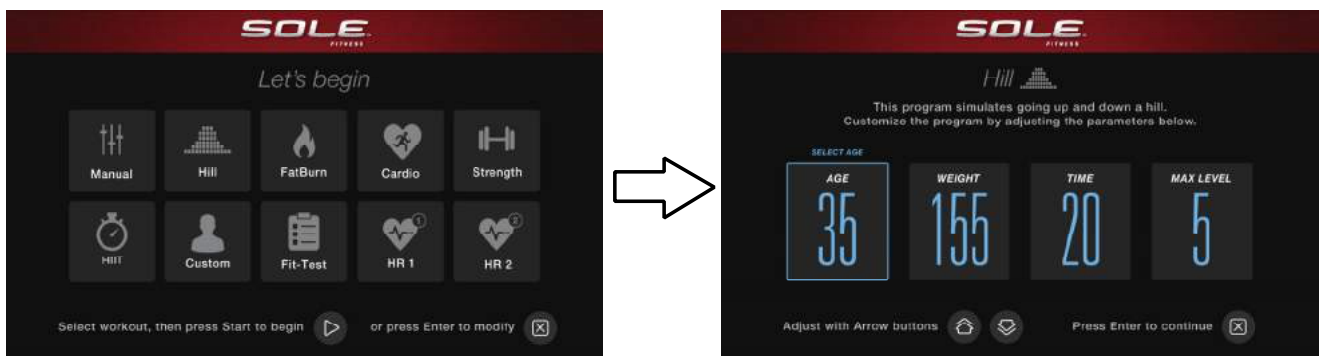 SOLE
FITNESS
Let's begin
Manual
Hill
FatBurn
Cardio
Strength
HIIT
Custom
Fit-Test
1
HR 1
2
HR 2
Select workout, then press Start to begin
or press Enter to modify
SOLE
FITNESS
Hill
This program simulates going up and down a hill.
Customize the program by adjusting the parameters below.
SELECT AGE
AGE
35
WEIGHT
155
TIME
20
MAX LEVEL
5
Adjust with Arrow buttons
Press Enter to continue